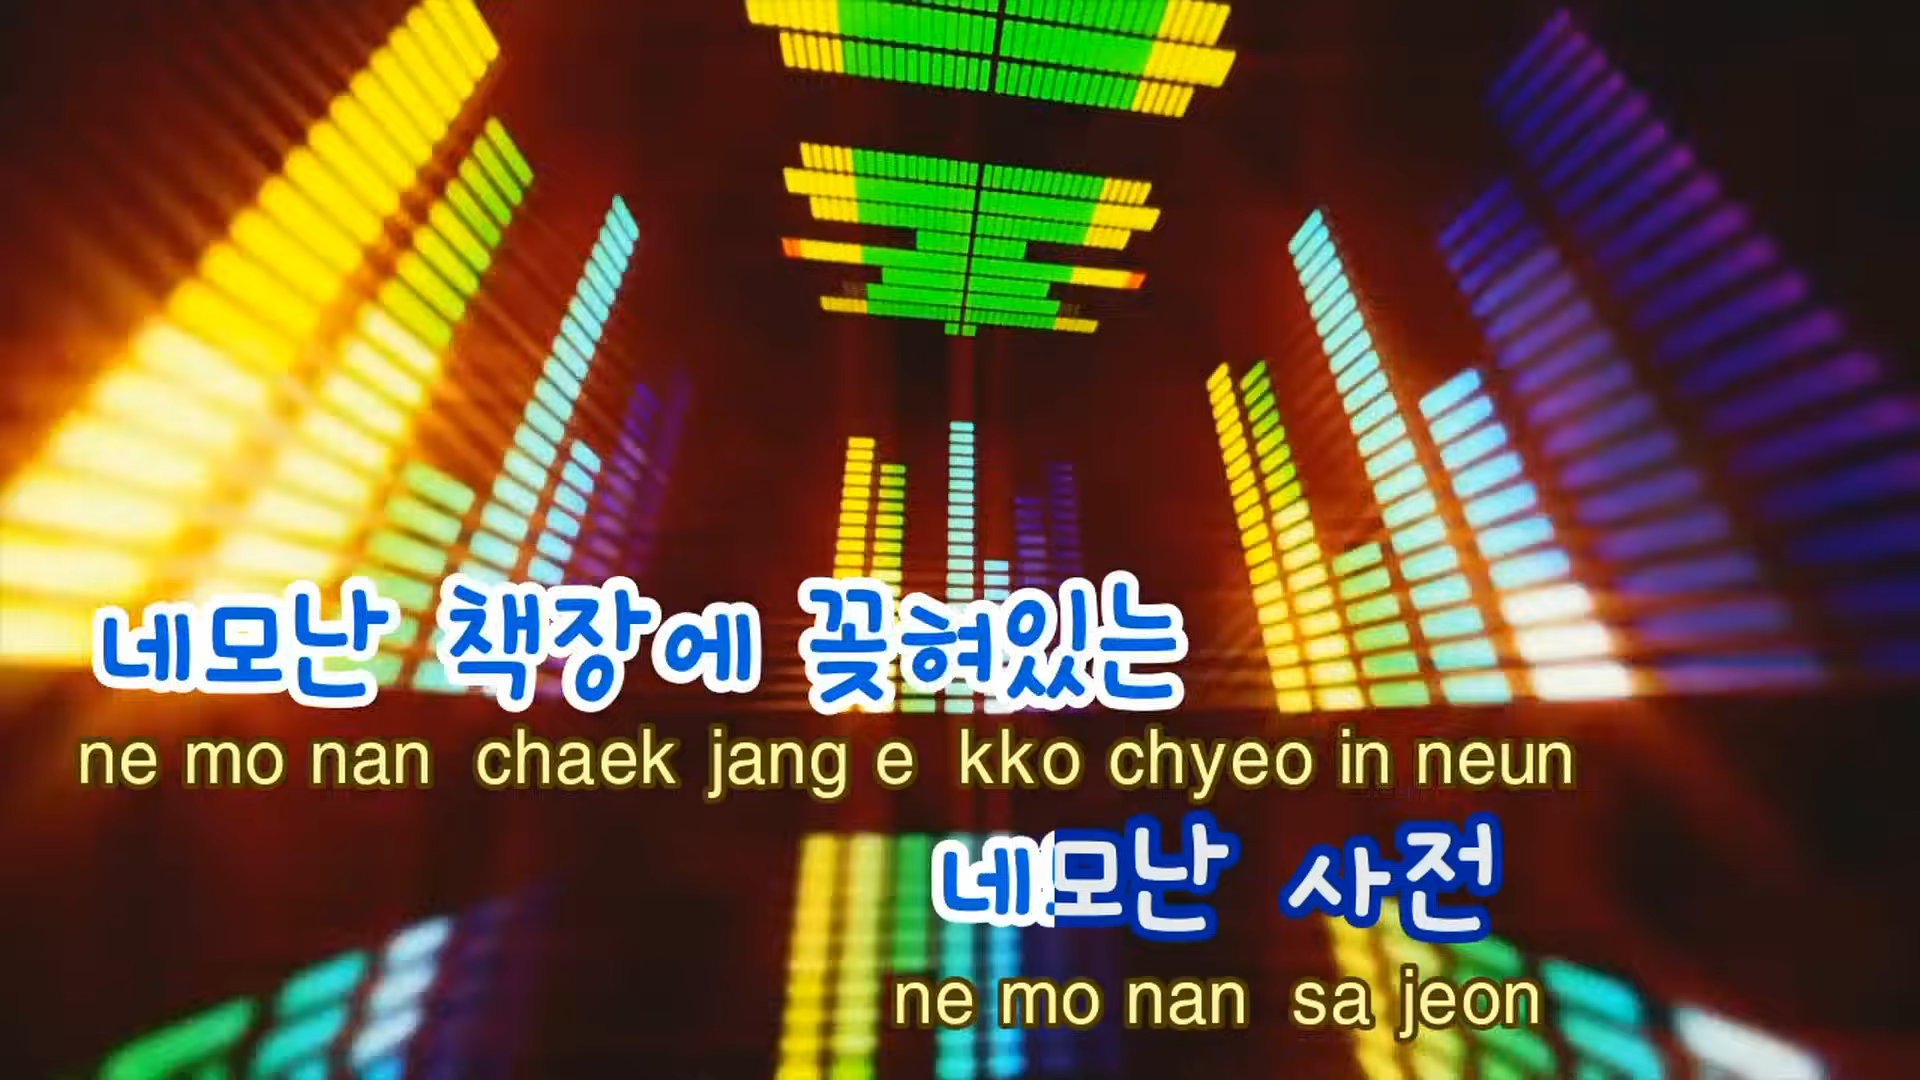 네모난 책장에 꽂혀있는
ne mo nan chaek jang e kko chyeo in neun
네모난 사전
ne mo nan sa jeon